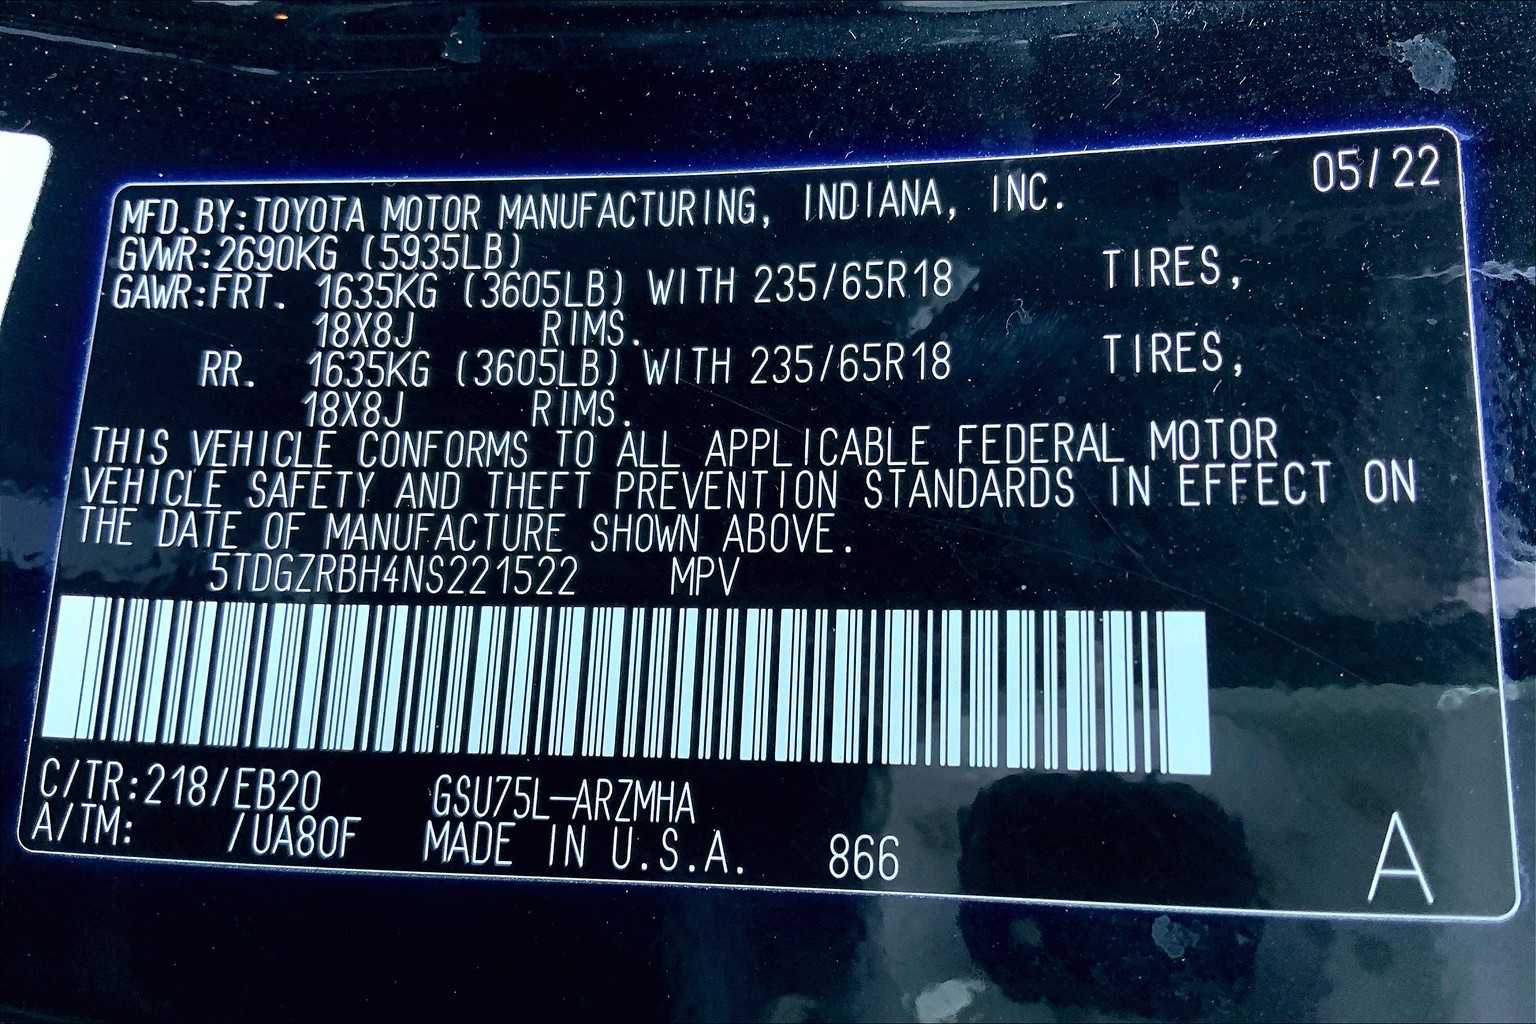 05/22
MFD.BY:TOYOTA MOTOR MANUFACTURING, INDIANA, INC.
GVWR:2690KG (5935LB)
GAWR:FRT. 1635KG (3605LB) WITH 235/65R18 TIRES,
18X8J RIMS.
RR. 1635KG (3605LB) WITH 235/65R18 TIRES,
18X8J RIMS.
THIS VEHICLE CONFORMS TO ALL APPLICABLE FEDERAL MOTOR
VEHICLE SAFETY AND THEFT PREVENTION STANDARDS IN EFFECT ON
THE DATE OF MANUFACTURE SHOWN ABOVE.
5TDGZRBH4NS221522 MPV
C/TR:218/EB20 GSU75L-ARZMHA
A/TM: /UA80F MADE IN U.S.A. 866 A